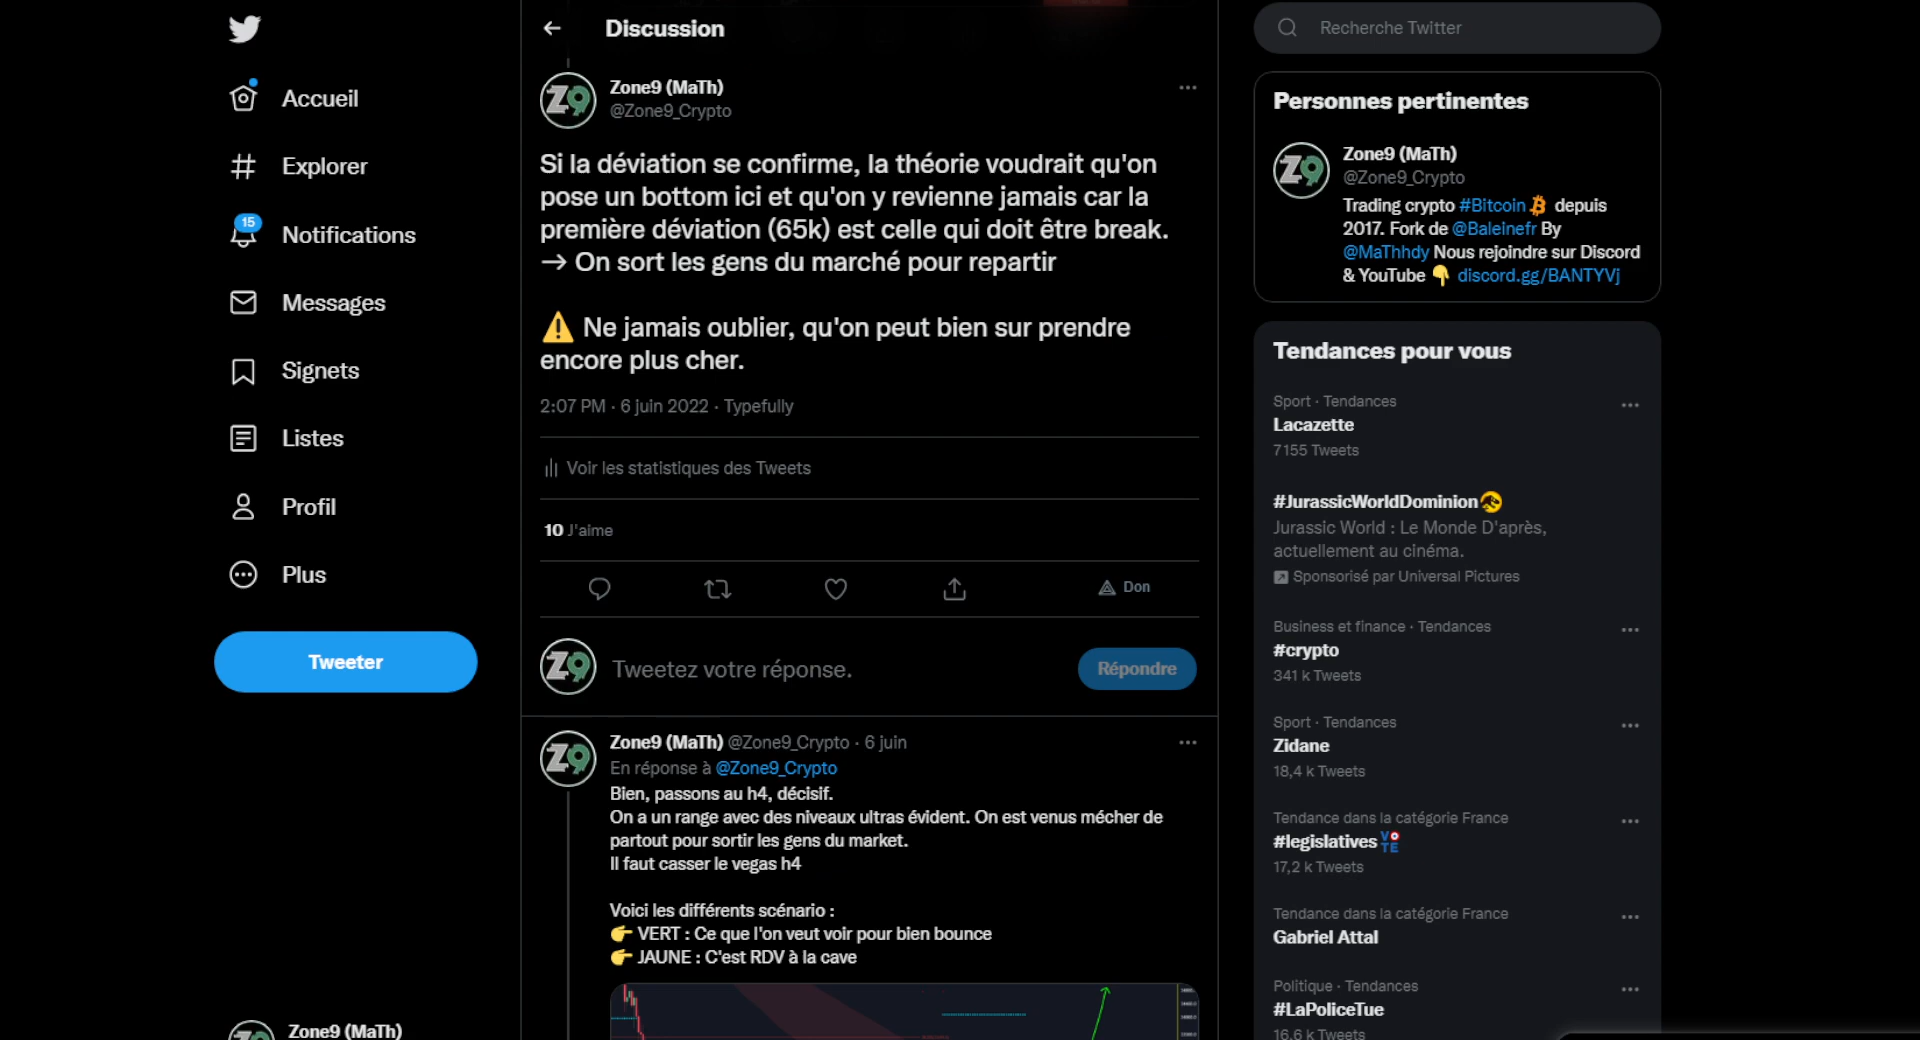 Accueil
Explorer
15
Notifications
Messages
Signets
Listes
Profil
Plus
Tweeter
Zone9 (MaTh)
Discussion
Z9
Zone9 (MaTh)
@Zone9_Crypto
Si la déviation se confirme, la théorie voudrait qu'on
pose un bottom ici et qu'on y revienne jamais car la
première déviation (65k) est celle qui doit être break.
→ On sort les gens du marché pour repartir
⚠️ Ne jamais oublier, qu'on peut bien sur prendre
encore plus cher.
2:07 PM · 6 juin 2022 · Typefully
Voir les statistiques des Tweets
10 J'aime
Don
Z9
Tweetez votre réponse.
Répondre
Z9
Zone9 (MaTh) @Zone9_Crypto · 6 juin
En réponse à @Zone9_Crypto
Bien, passons au h4, décisif.
On a un range avec des niveaux ultras évident. On est venus mécher de
partout pour sortir les gens du market.
Il faut casser le vegas h4
Voici les différents scénario :
👉 VERT : Ce que l'on veut voir pour bien bounce
👉 JAUNE : C'est RDV à la cave
Recherche Twitter
Personnes pertinentes
Z9
Zone9 (MaTh)
@Zone9_Crypto
Trading crypto #Bitcoin depuis
2017. Fork de @Baleinefr By
@MaThhdy Nous rejoindre sur Discord
& YouTube 👇 discord.gg/BANTYVj
Tendances pour vous
Sport · Tendances
Lacazette
7155 Tweets
#JurassicWorldDominion
Jurassic World : Le Monde D'après,
actuellement au cinéma.
Sponsorisé par Universal Pictures
Business et finance · Tendances
#crypto
341 k Tweets
Sport · Tendances
Zidane
18,4 k Tweets
Tendance dans la catégorie France
#legislatives VOTE
17,2 k Tweets
Tendance dans la catégorie France
Gabriel Attal
Politique · Tendances
#LaPoliceTue
16,6 k Tweets